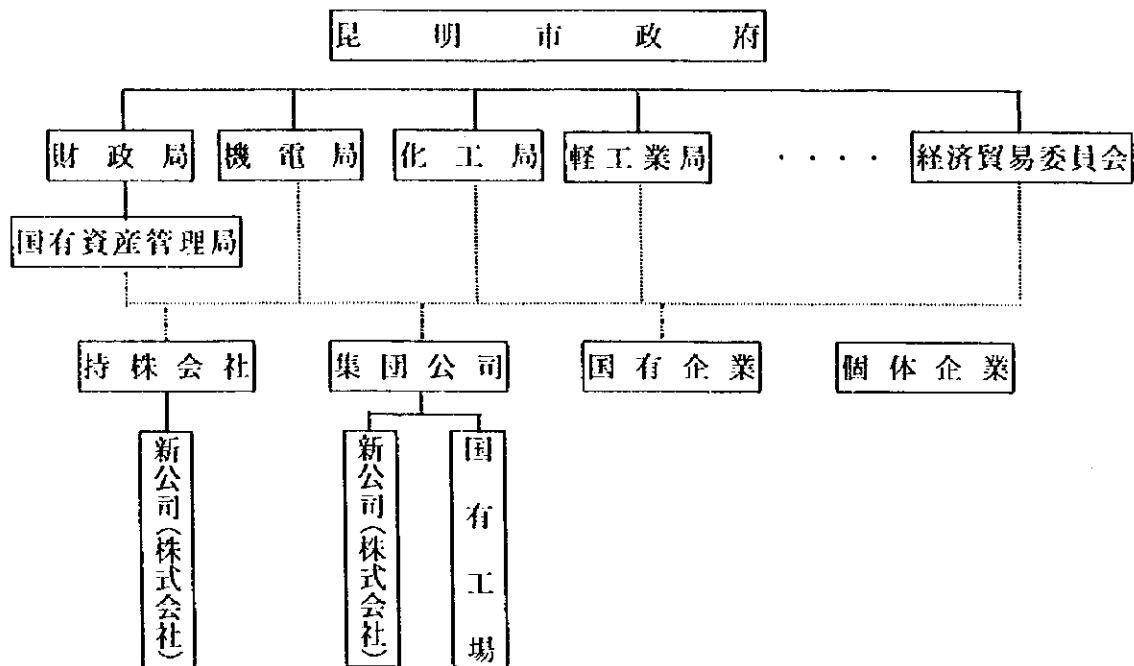 昆明市政府
財政局
機電局
化工局
軽工業局
・・・・
経済貿易委員会
国有資産管理局
持株会社
集団公司
国有企業
個体企業
新公司(株式会社)
新公司(株式会社)
国有工場